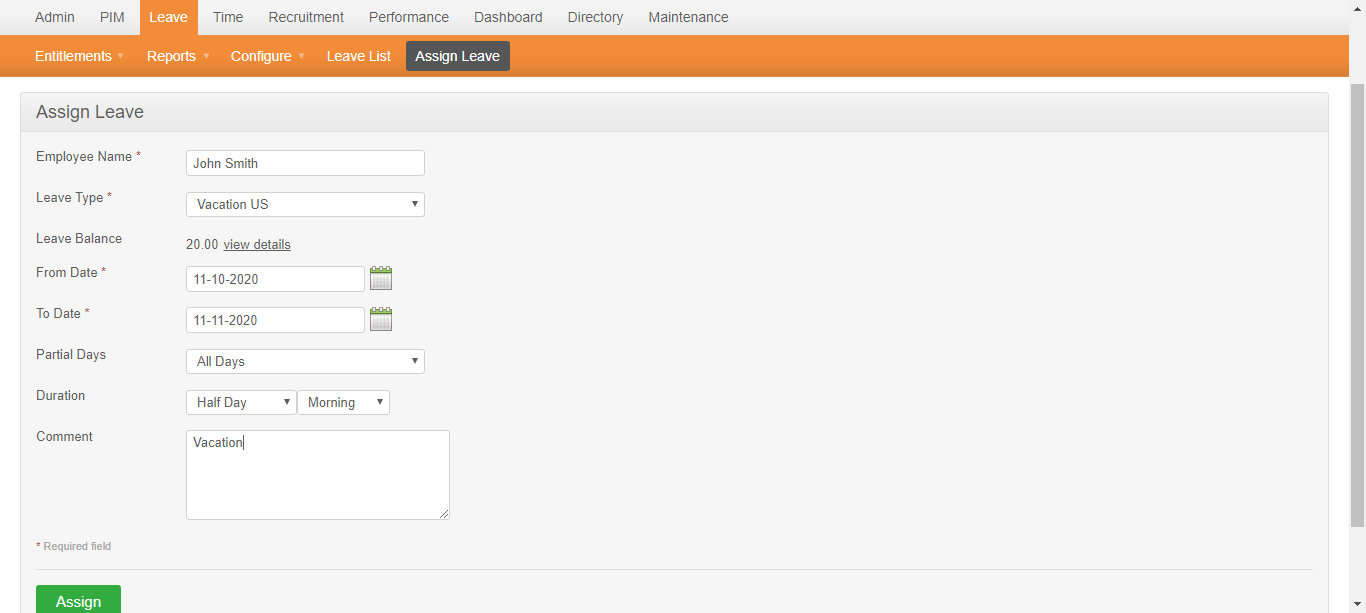 Admin PIM Leave Time Recruitment Performance Dashboard Directory Maintenance
Entitlements Reports Configure Leave List Assign Leave
Assign Leave
Employee Name * John Smith
Leave Type * Vacation US
Leave Balance 20.00 view details
From Date * 11-10-2020
To Date * 11-11-2020
Partial Days All Days
Duration Half Day Morning
Comment Vacation
* Required field
Assign